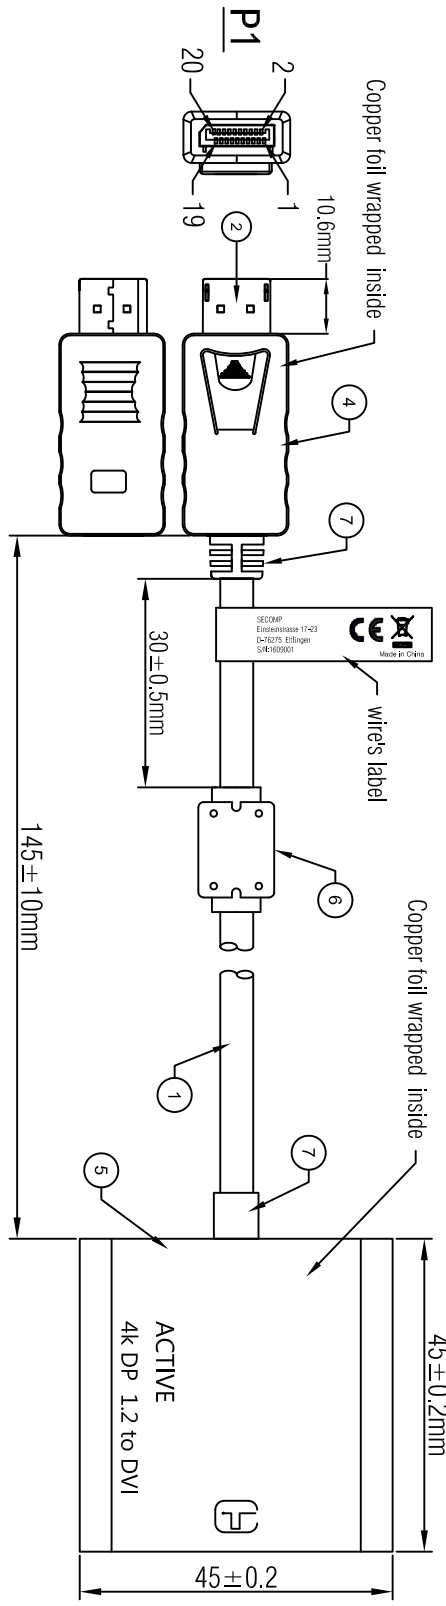 P1
2
20
1
19
Copper foil wrapped inside
10.6mm
2
4
7
SECOMP
Einsteinstrasse 17-23
D-76275 Ettlingen
S/N:1609001
CE
Made in China
wire's label
30±0.5mm
6
145±10mm
1
7
Copper foil wrapped inside
5
45±0.2mm
ACTIVE
4k DP 1.2 to DVI
45±0.2